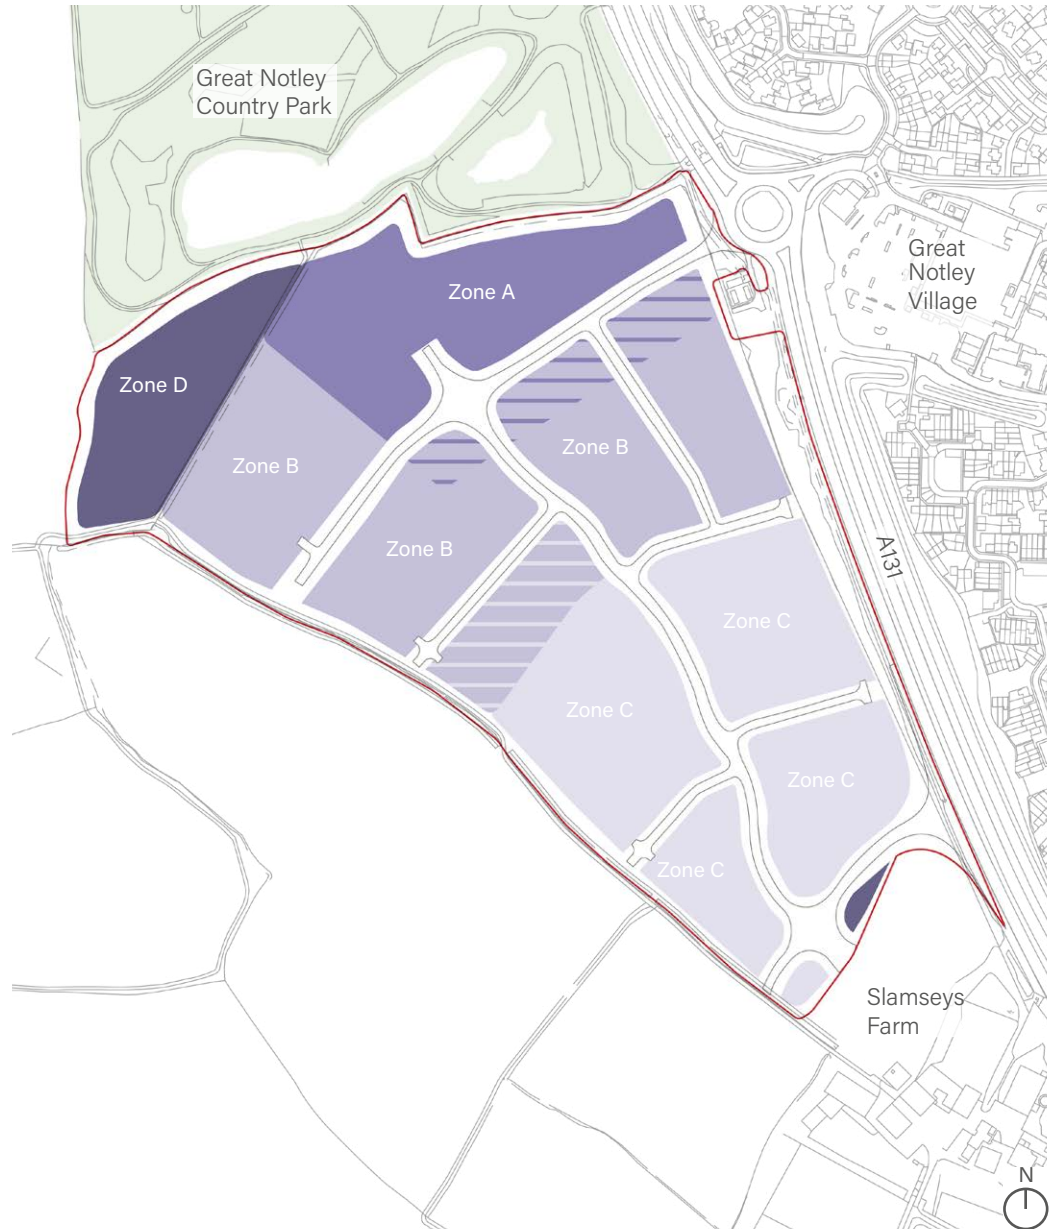 Great Notley
Country Park
Great
Notley
Village
Zone A
Zone D
Zone B
Zone B
Zone B
A131
Zone C
Zone C
Zone C
Zone C
Slamseys
Farm
N